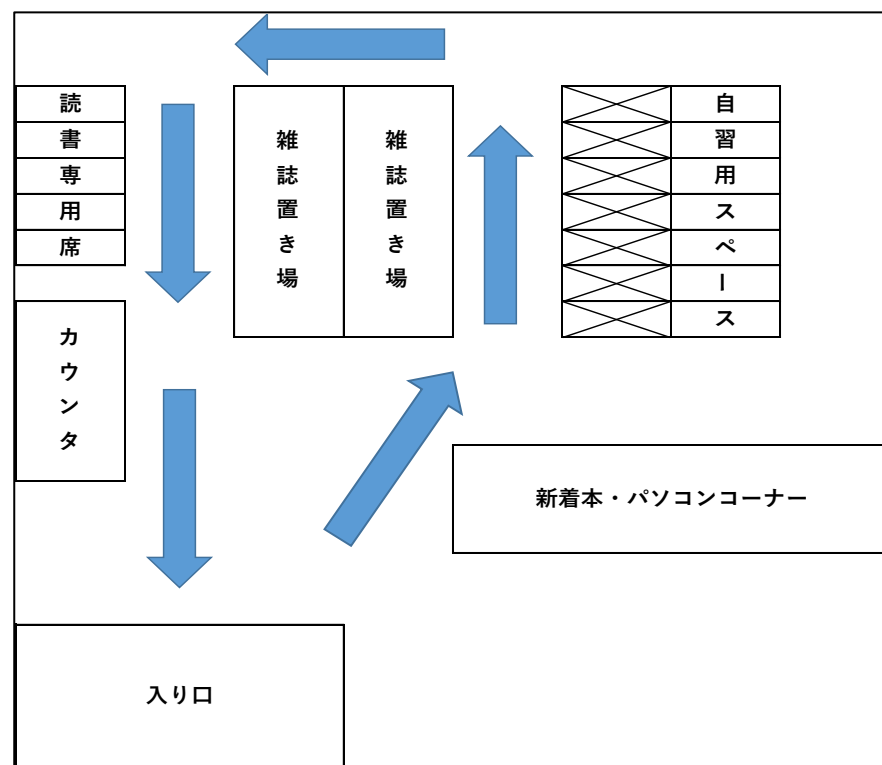 読書専用席
雑誌置き場
雑誌置き場
自習用スペース
カウンタ
新着本・パソコンコーナー
入り口